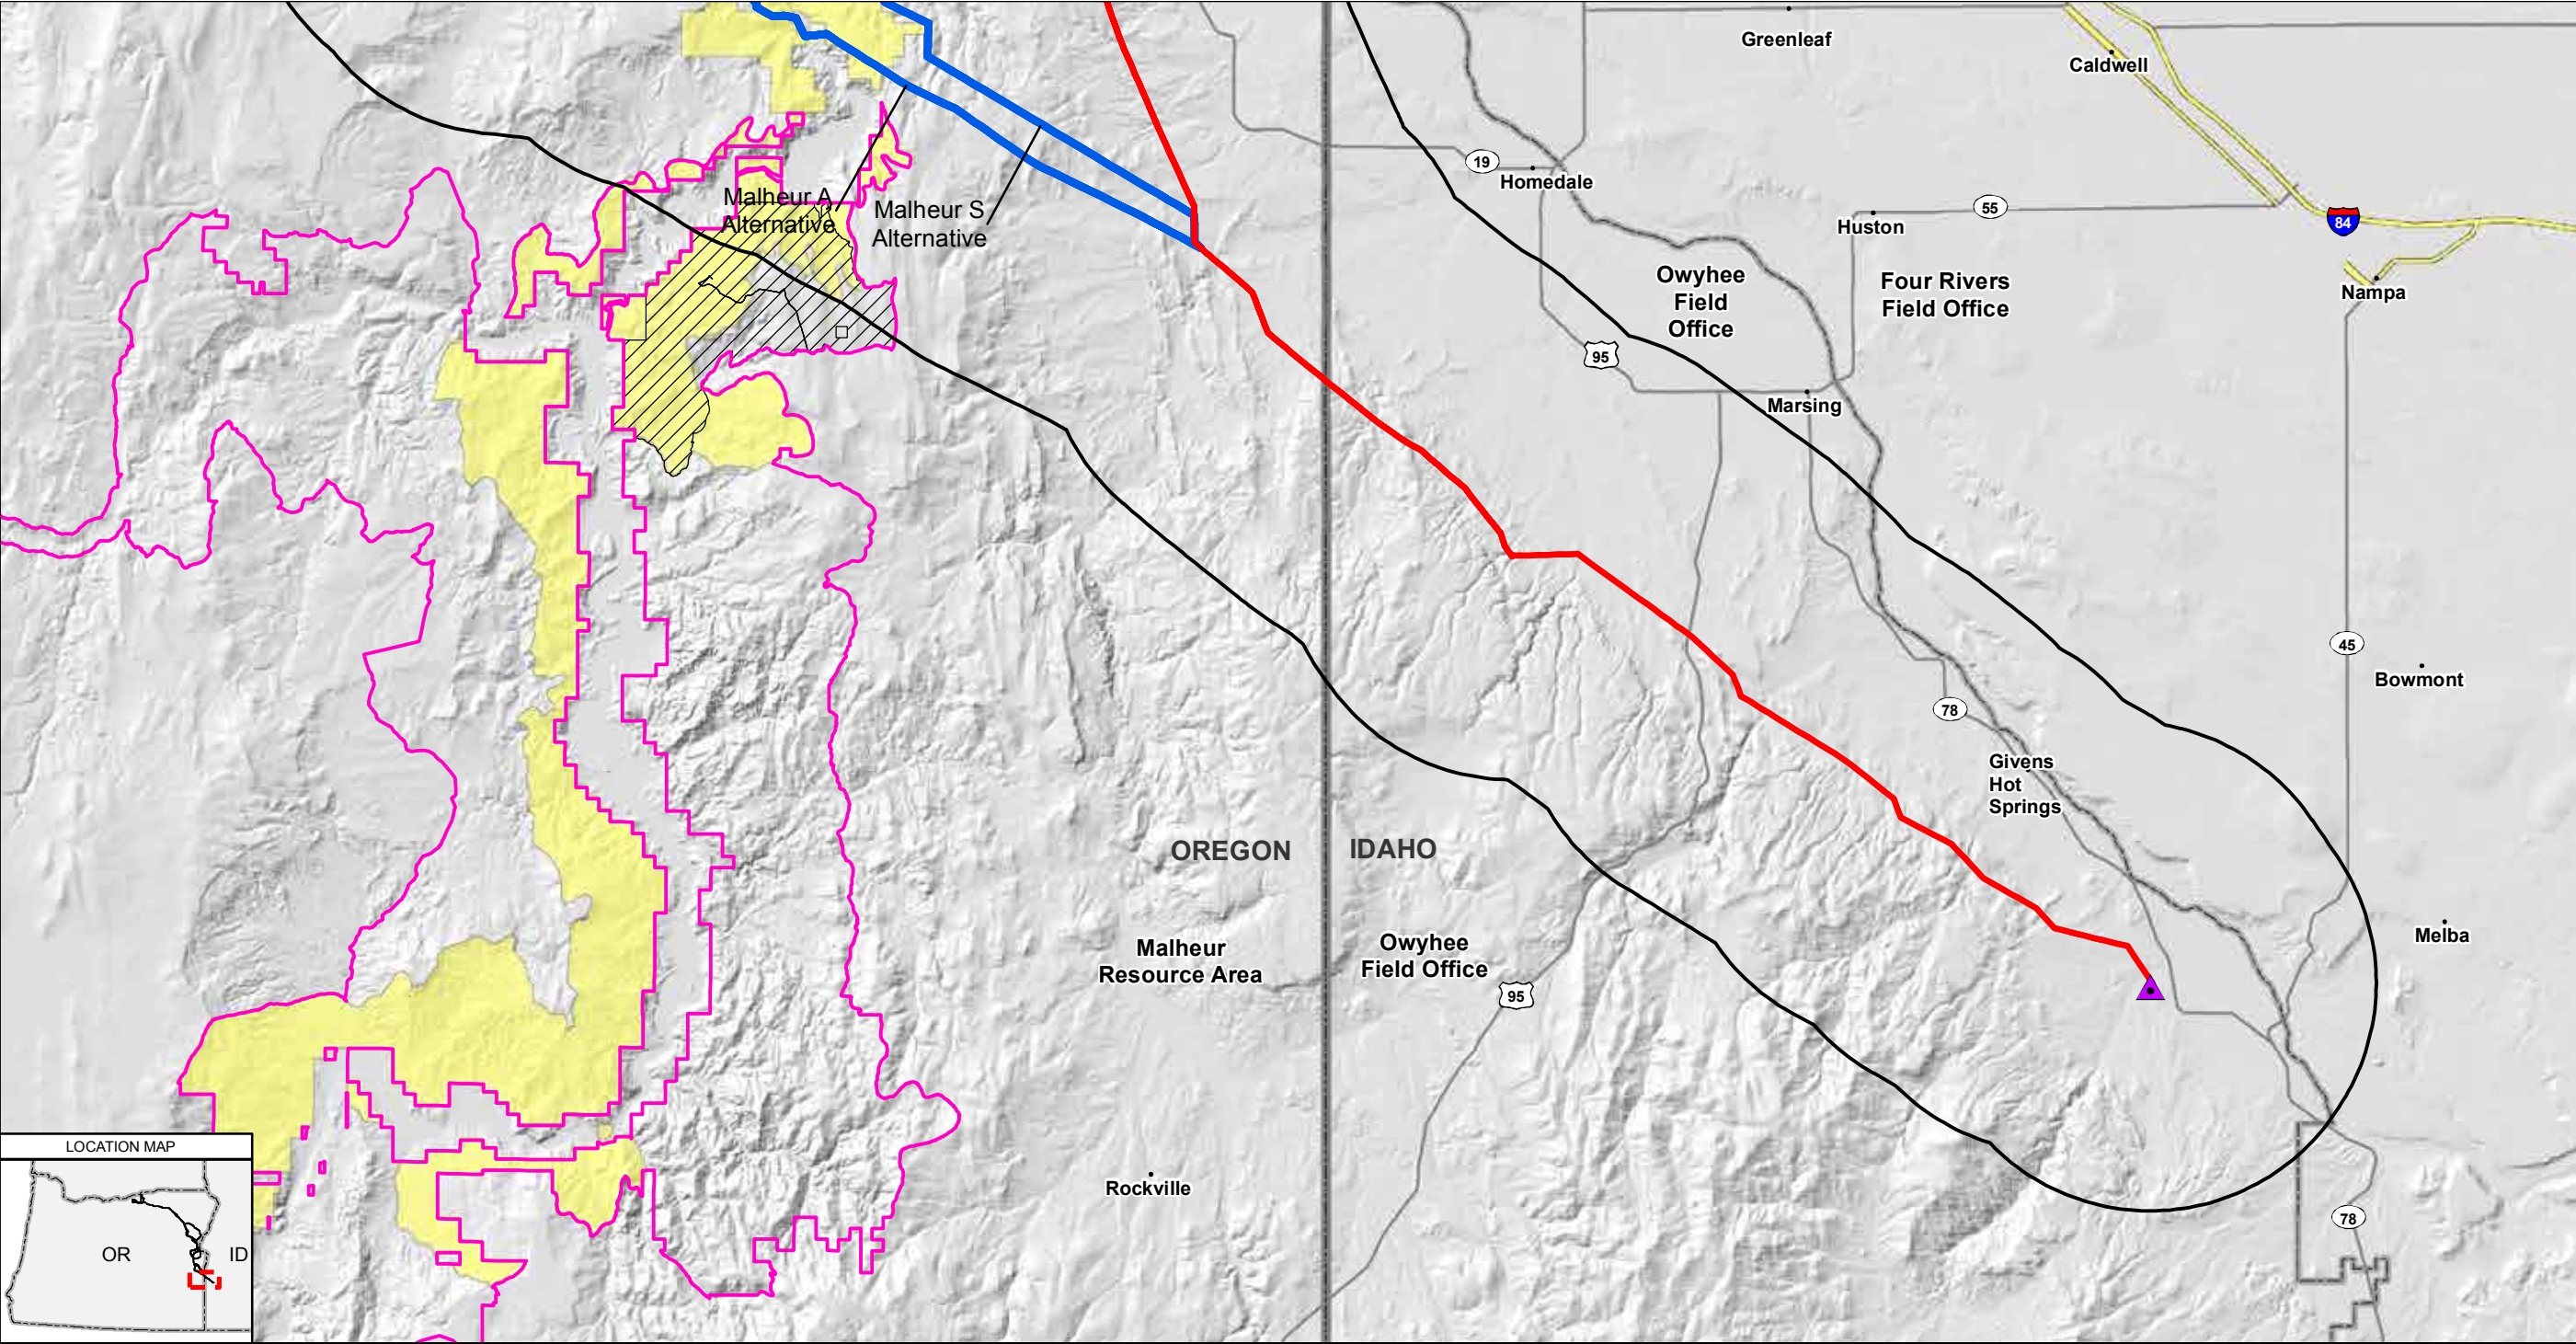 Greenleaf
Caldwell
19
Homedale
Malheur A
Alternative
Malheur S
Alternative
55
Huston
84
Owyhee
Field
Office
Four Rivers
Field Office
Nampa
95
Marsing
45
Bowmont
78
Givens
Hot
Springs
OREGON
IDAHO
Malheur
Resource Area
Owyhee
Field Office
Melba
95
Rockville
78
LOCATION MAP
OR
ID